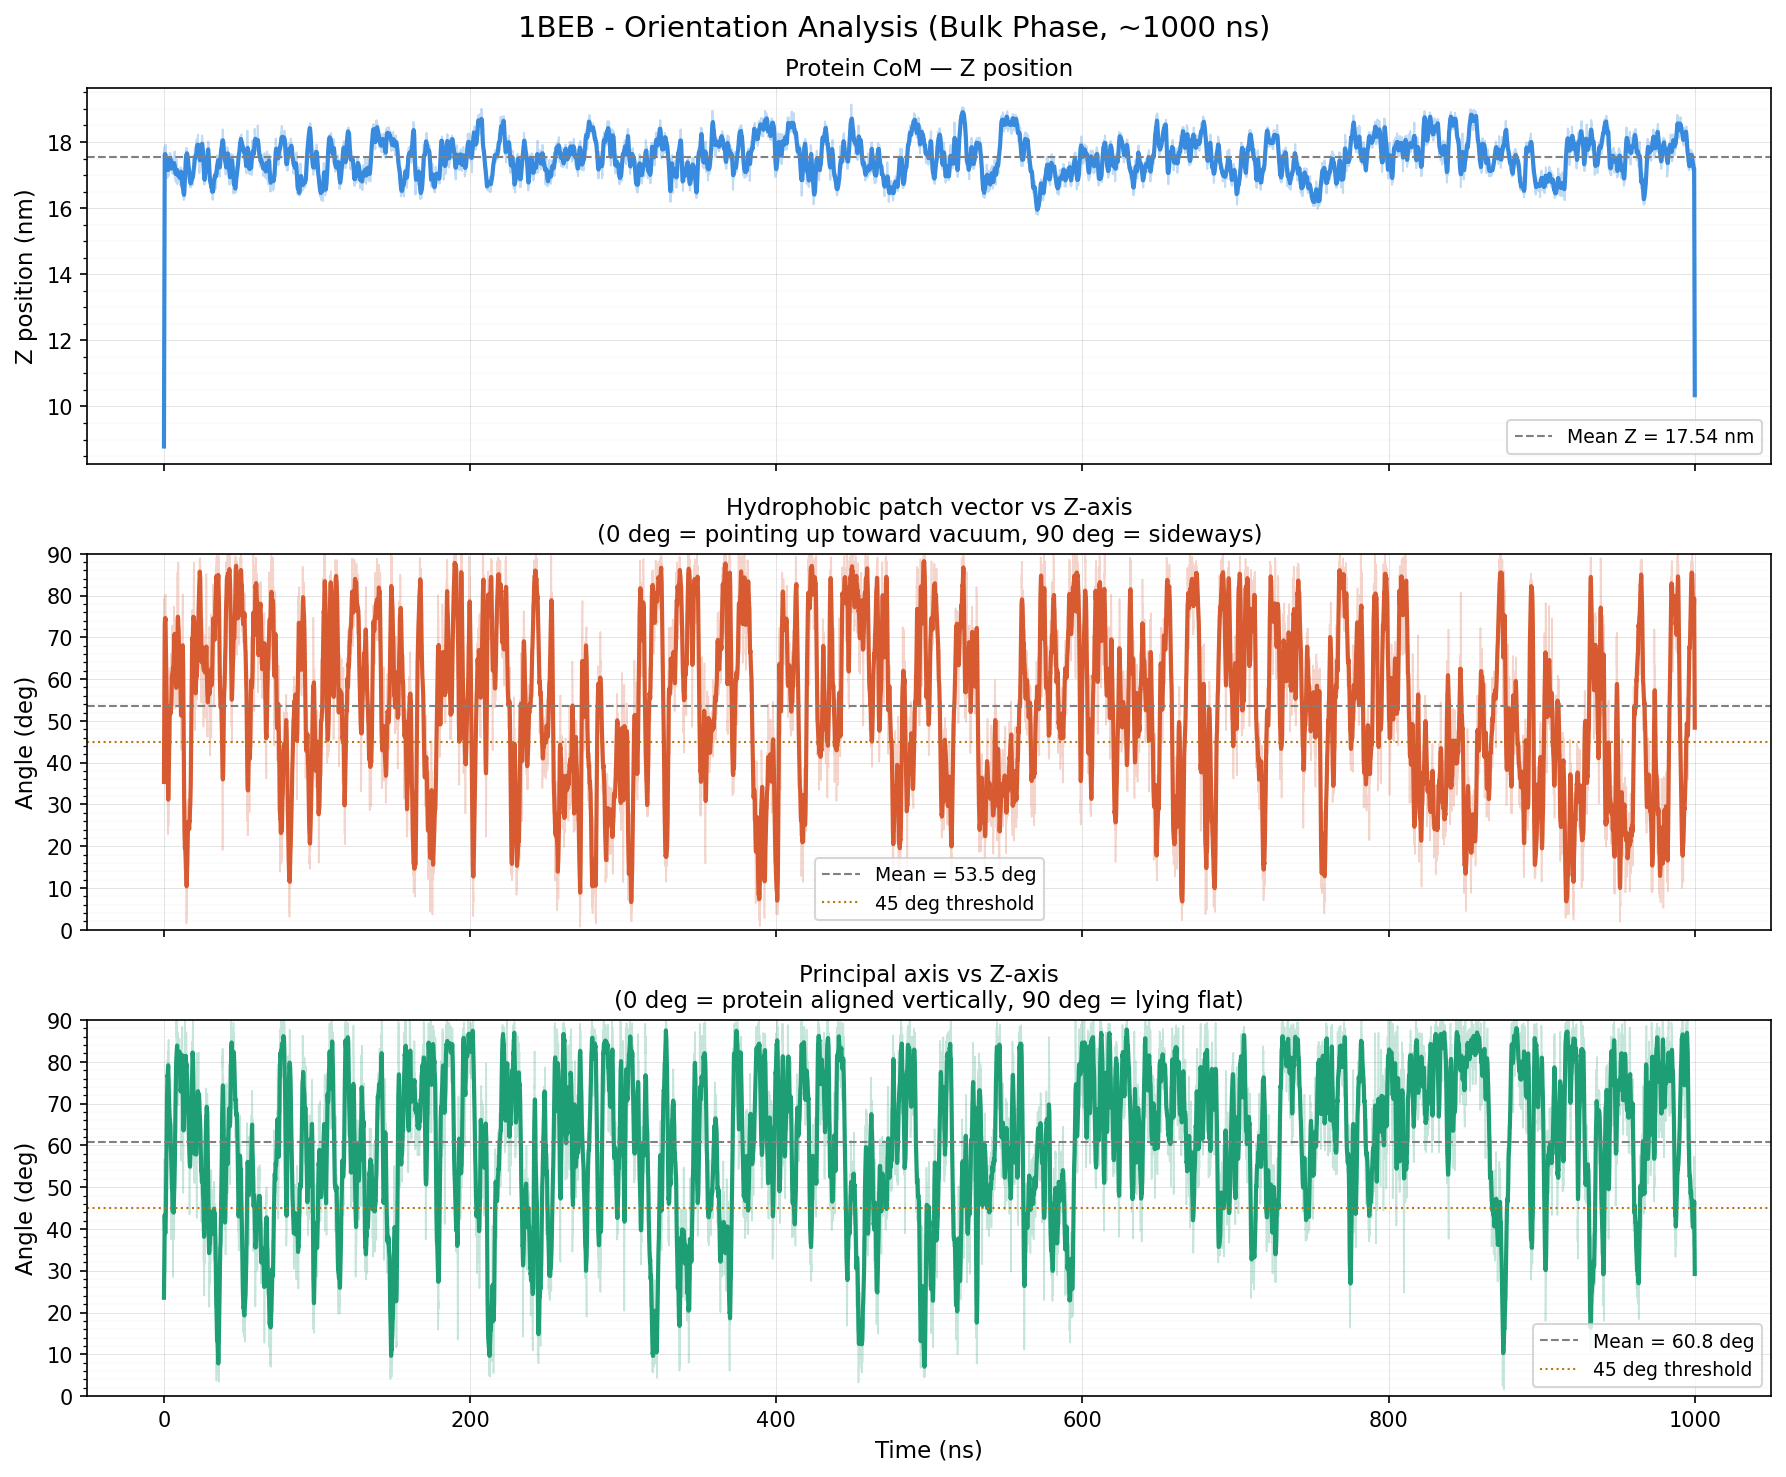 1BEB - Orientation Analysis (Bulk Phase, ~1000 ns)
Protein CoM — Z position
Z position (nm)
18
16
14
12
10
Mean Z = 17.54 nm
Hydrophobic patch vector vs Z-axis
(0 deg = pointing up toward vacuum, 90 deg = sideways)
Angle (deg)
90
80
70
60
50
40
30
20
10
0
Mean = 53.5 deg
45 deg threshold
Principal axis vs Z-axis
(0 deg = protein aligned vertically, 90 deg = lying flat)
Angle (deg)
90
80
70
60
50
40
30
20
10
0
Mean = 60.8 deg
45 deg threshold
0 200 400 600 800 1000
Time (ns)